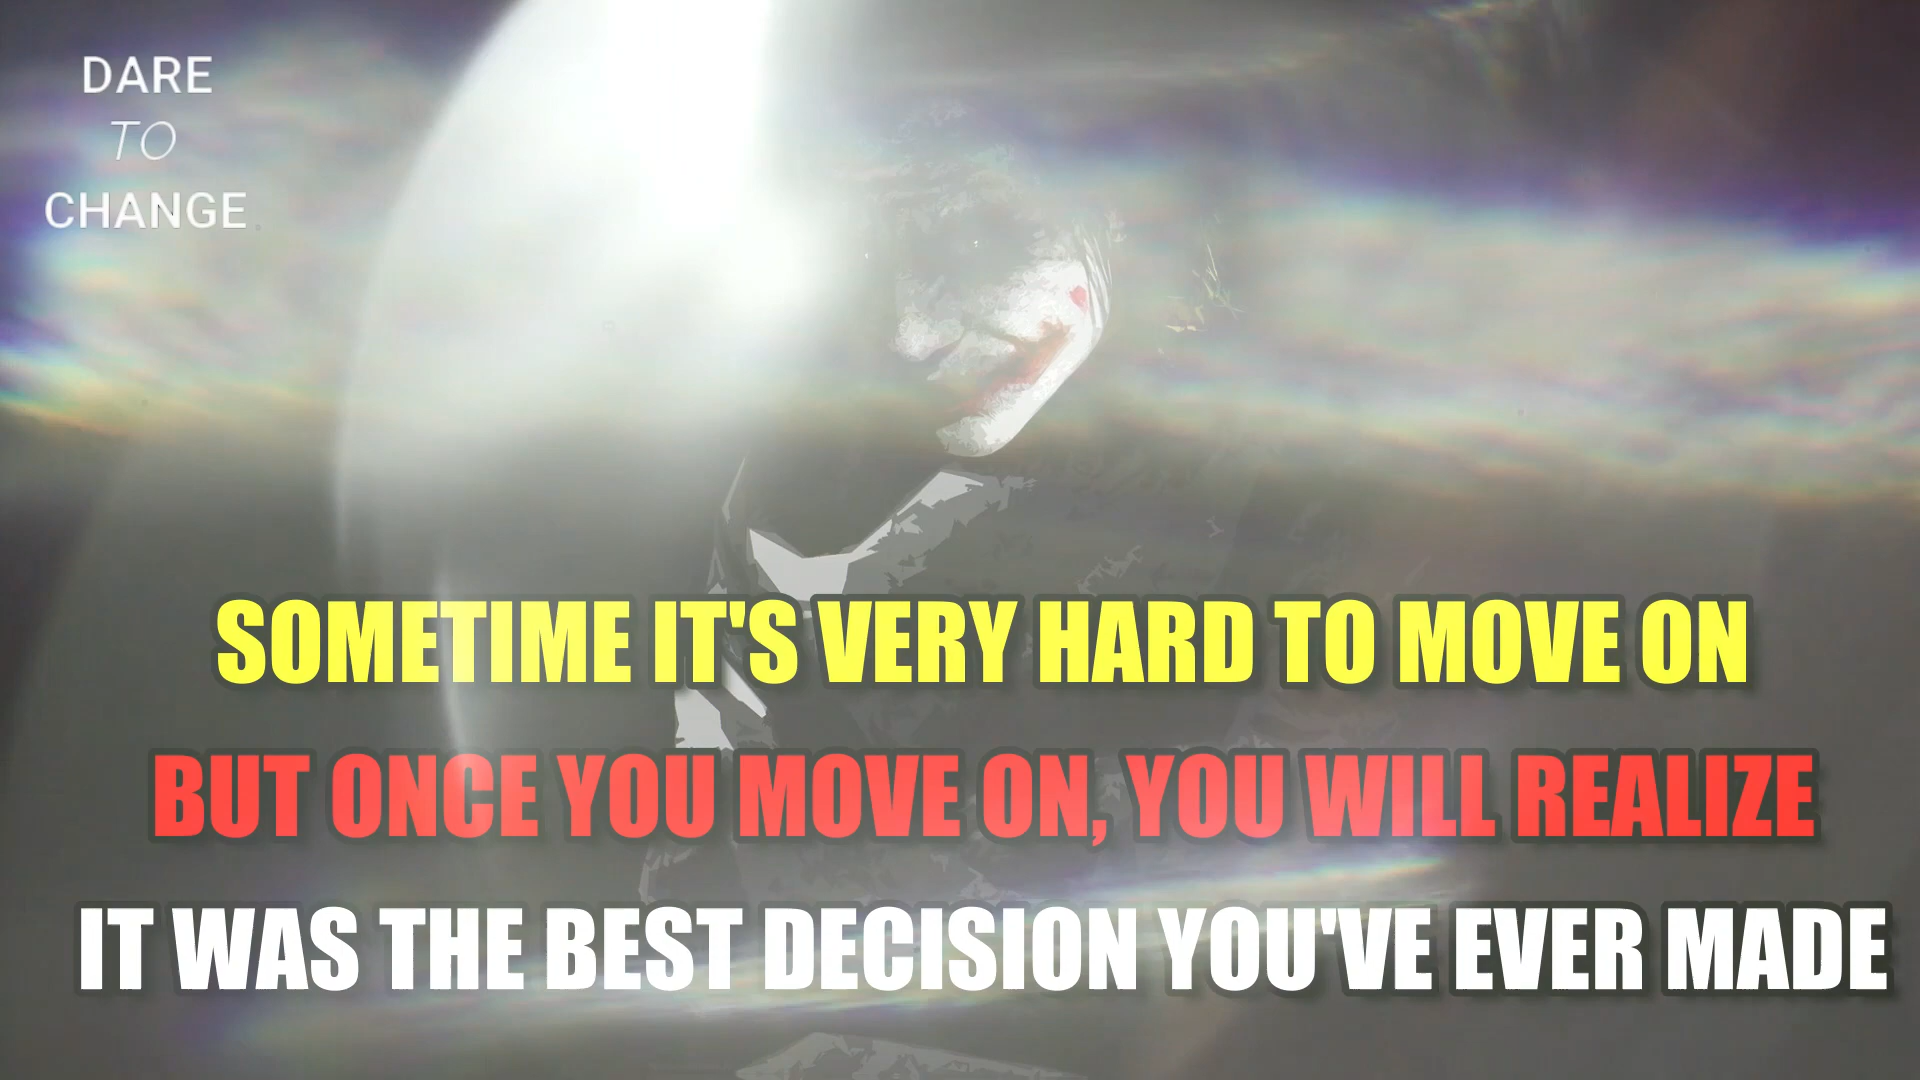 DARE
TO
CHANGE
SOMETIME IT'S VERY HARD TO MOVE ON
BUT ONCE YOU MOVE ON, YOU WILL REALIZE
IT WAS THE BEST DECISION YOU'VE EVER MADE